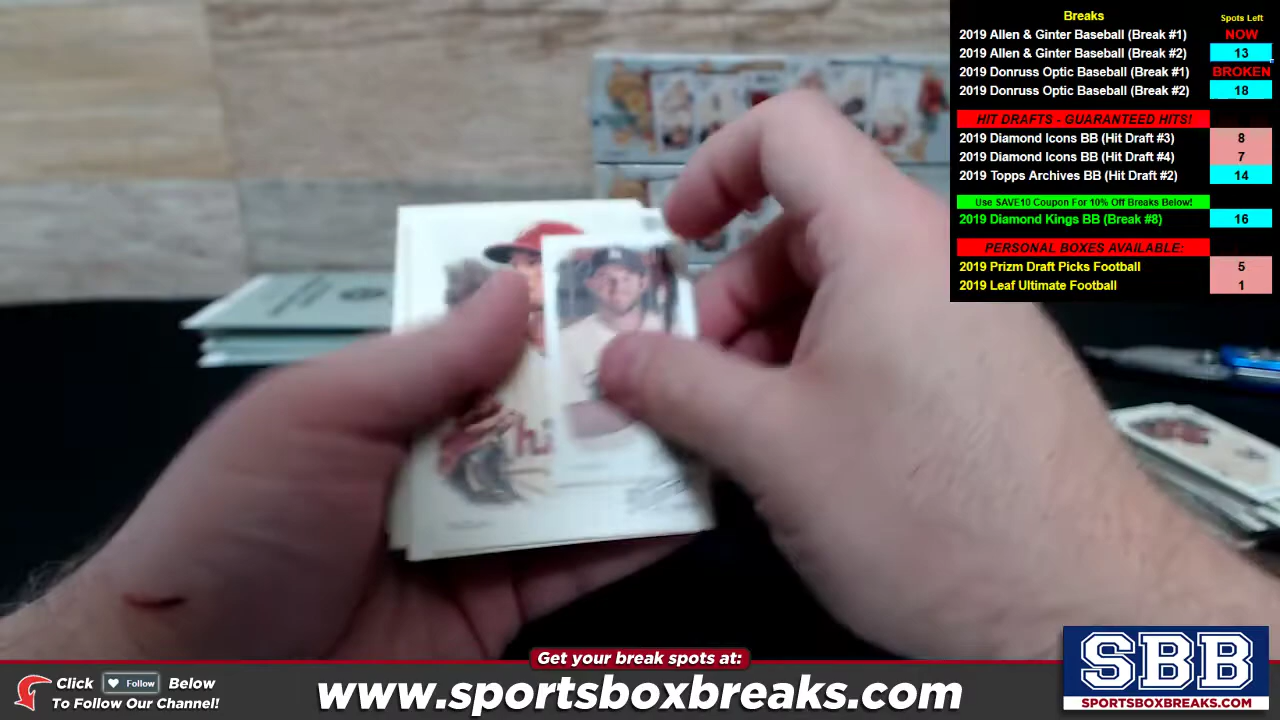 Breaks Spots Left
2019 Allen & Ginter Baseball (Break #1) NOW
2019 Allen & Ginter Baseball (Break #2) 13
2019 Donruss Optic Baseball (Break #1) BROKEN
2019 Donruss Optic Baseball (Break #2) 18
HIT DRAFTS - GUARANTEED HITS!
2019 Diamond Icons BB (Hit Draft #3) 8
2019 Diamond Icons BB (Hit Draft #4) 7
2019 Topps Archives BB (Hit Draft #2) 14
Use SAVE10 Coupon For 10% Off Breaks Below!
2019 Diamond Kings BB (Break #8) 16
PERSONAL BOXES AVAILABLE:
2019 Prizm Draft Picks Football 5
2019 Leaf Ultimate Football 1
Get your break spots at:
Click Follow Below
To Follow Our Channel!
www.sportsboxbreaks.com
SBB
SPORTSBOXBREAKS.COM